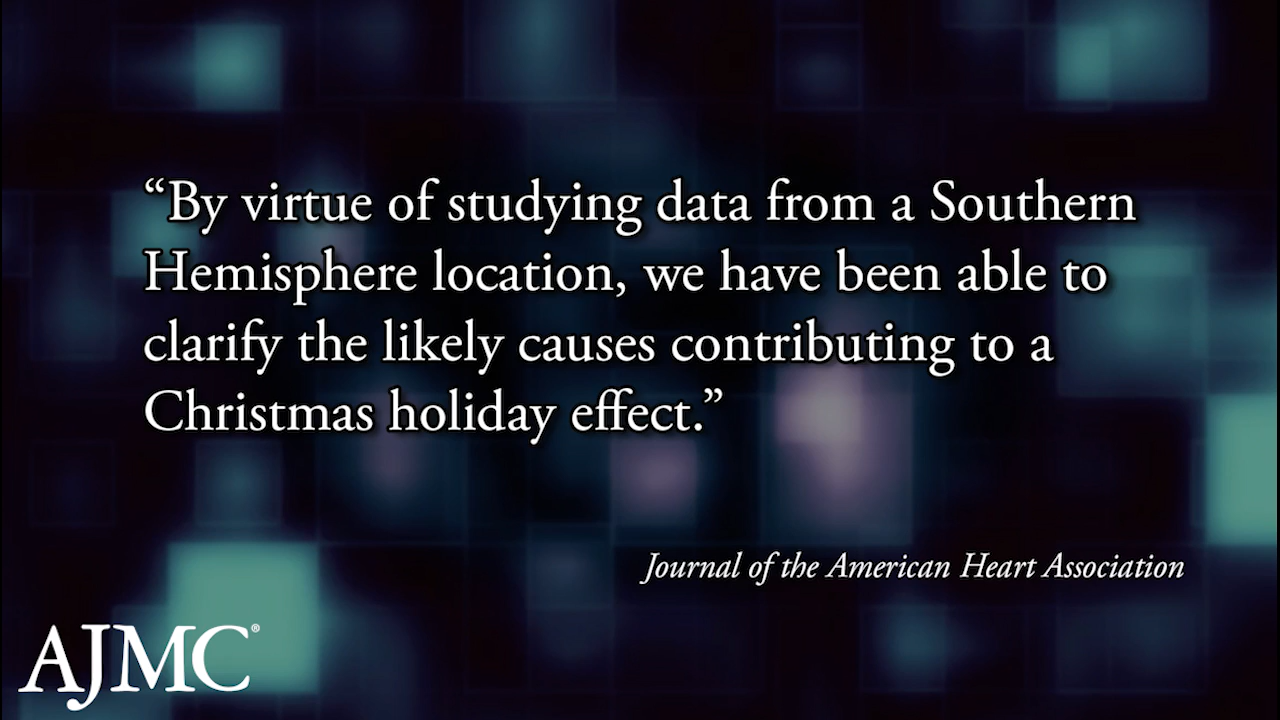 “By virtue of studying data from a Southern
Hemisphere location, we have been able to
clarify the likely causes contributing to a
Christmas holiday effect.”
Journal of the American Heart Association
AJMC®